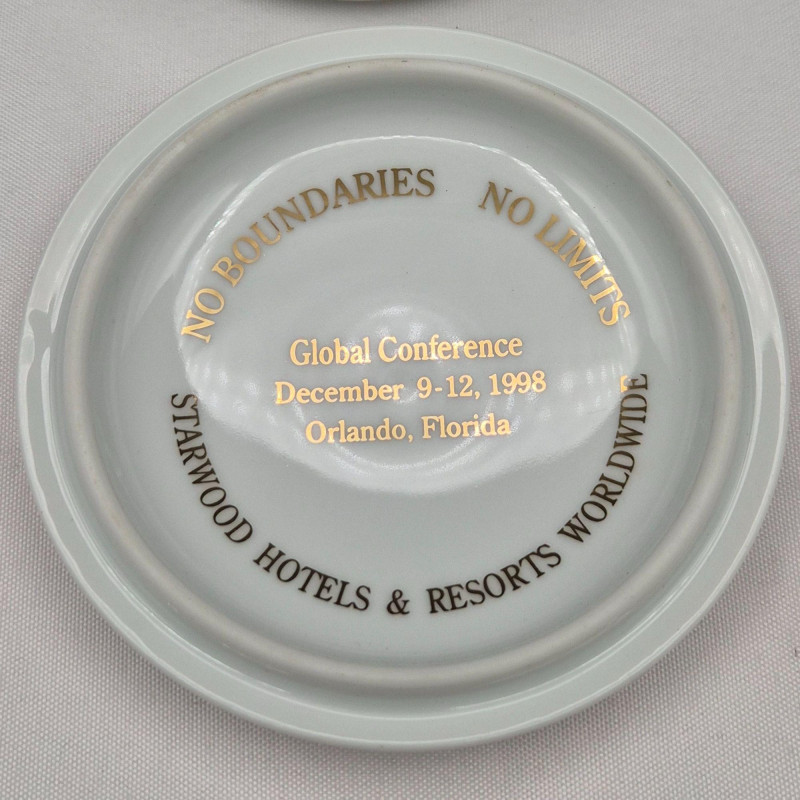 NO BOUNDARIES NO LIMITS
Global Conference
December 9-12, 1998
Orlando, Florida
STARWOOD HOTELS & RESORTS WORLDWIDE